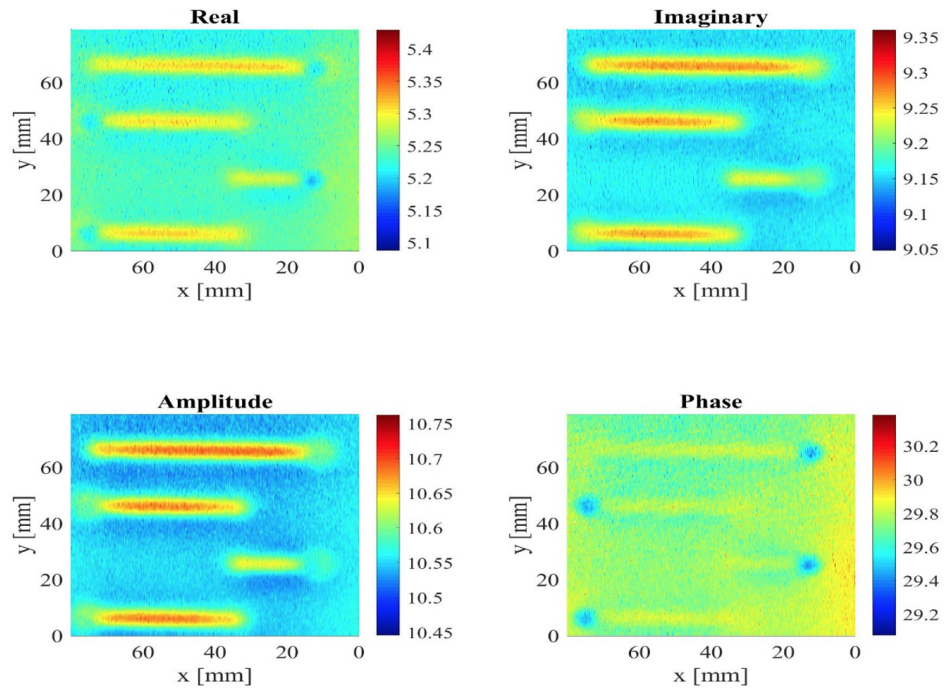 Real
y [mm]
60
40
20
0
60 40 20 0
x [mm]
5.4
5.35
5.3
5.25
5.2
5.15
5.1
Imaginary
y [mm]
60
40
20
0
60 40 20 0
x [mm]
9.35
9.3
9.25
9.2
9.15
9.1
9.05
Amplitude
y [mm]
60
40
20
0
60 40 20 0
x [mm]
10.75
10.7
10.65
10.6
10.55
10.5
10.45
Phase
y [mm]
60
40
20
0
60 40 20 0
x [mm]
30.2
30
29.8
29.6
29.4
29.2